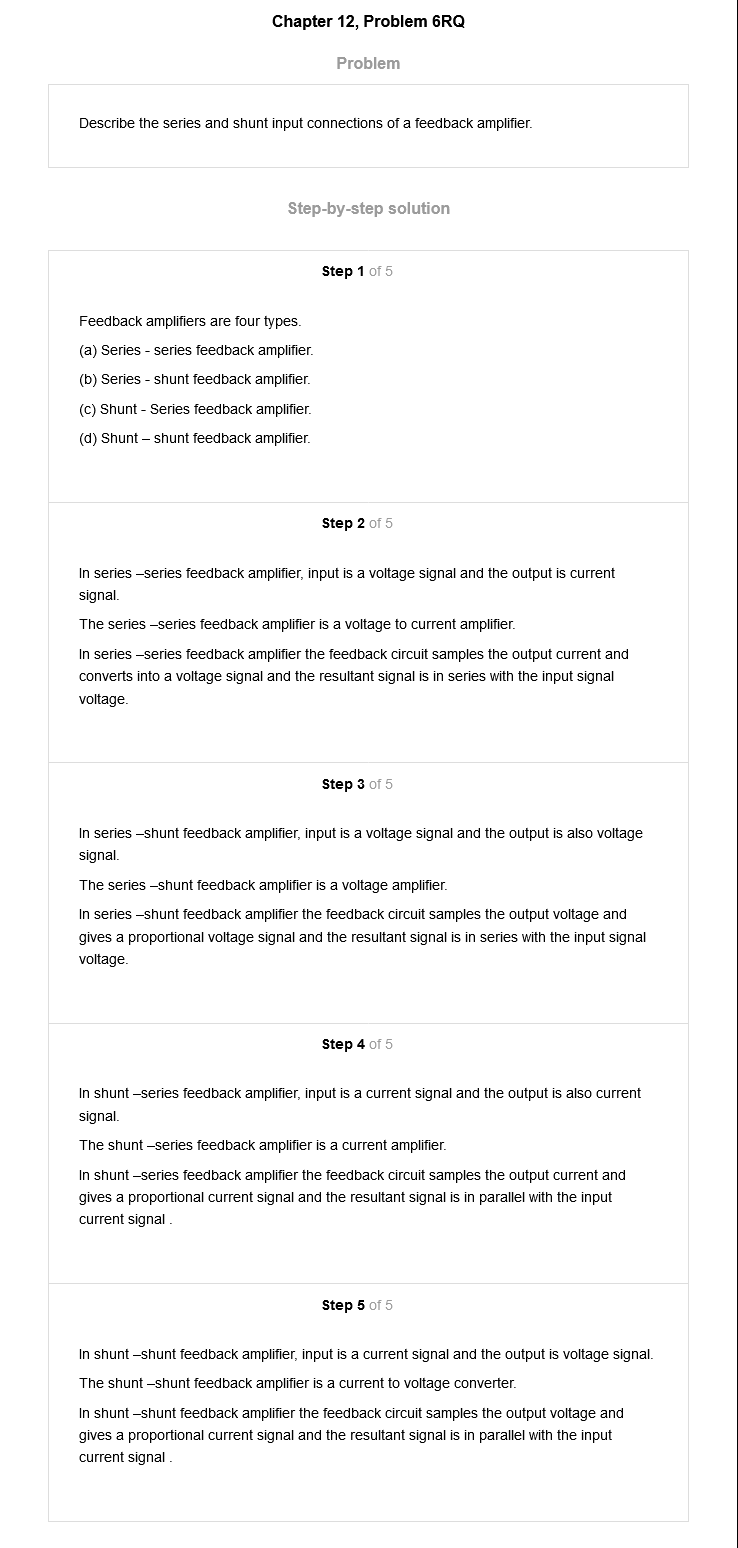 Chapter 12, Problem 6RQ
Problem
Describe the series and shunt input connections of a feedback amplifier.
Step-by-step solution
Step 1 of 5
Feedback amplifiers are four types.
(a) Series - series feedback amplifier.
(b) Series - shunt feedback amplifier.
(c) Shunt - Series feedback amplifier.
(d) Shunt – shunt feedback amplifier.
Step 2 of 5
In series –series feedback amplifier, input is a voltage signal and the output is current
signal.
The series –series feedback amplifier is a voltage to current amplifier.
In series –series feedback amplifier the feedback circuit samples the output current and
converts into a voltage signal and the resultant signal is in series with the input signal
voltage.
Step 3 of 5
In series –shunt feedback amplifier, input is a voltage signal and the output is also voltage
signal.
The series –shunt feedback amplifier is a voltage amplifier.
In series –shunt feedback amplifier the feedback circuit samples the output voltage and
gives a proportional voltage signal and the resultant signal is in series with the input signal
voltage.
Step 4 of 5
In shunt –series feedback amplifier, input is a current signal and the output is also current
signal.
The shunt –series feedback amplifier is a current amplifier.
In shunt –series feedback amplifier the feedback circuit samples the output current and
gives a proportional current signal and the resultant signal is in parallel with the input
current signal .
Step 5 of 5
In shunt –shunt feedback amplifier, input is a current signal and the output is voltage signal.
The shunt –shunt feedback amplifier is a current to voltage converter.
In shunt –shunt feedback amplifier the feedback circuit samples the output voltage and
gives a proportional current signal and the resultant signal is in parallel with the input
current signal .